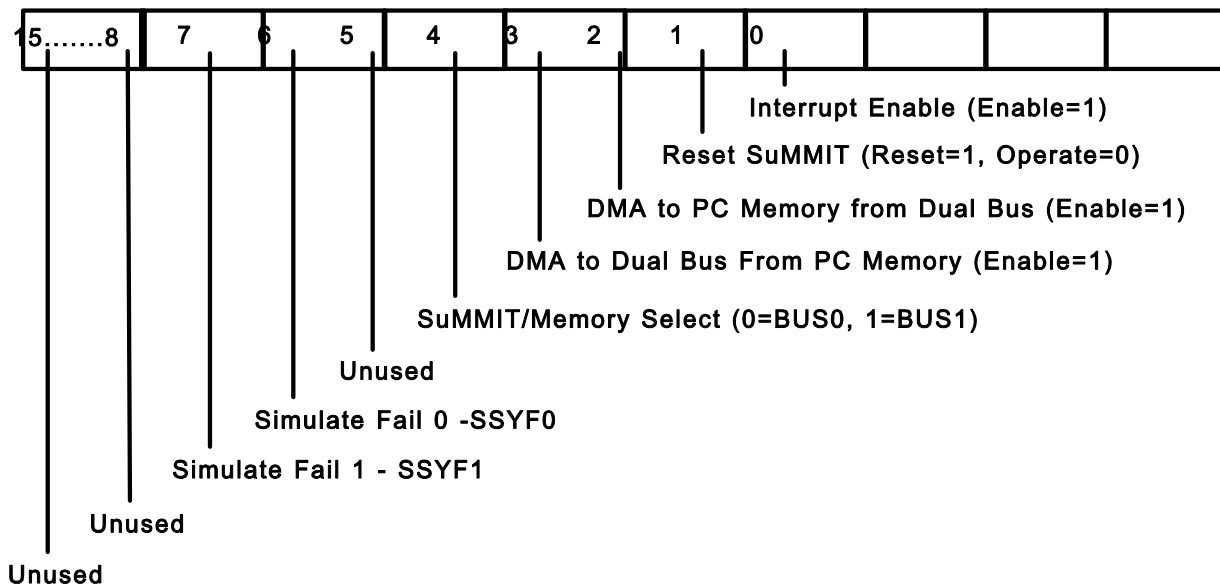 15.......8 7 6 5 4 3 2 1 0
Interrupt Enable (Enable=1)
Reset SuMMIT (Reset=1, Operate=0)
DMA to PC Memory from Dual Bus (Enable=1)
DMA to Dual Bus From PC Memory (Enable=1)
SuMMIT/Memory Select (0=BUS0, 1=BUS1)
Unused
Simulate Fail 0 -SSYF0
Simulate Fail 1 - SSYF1
Unused
Unused